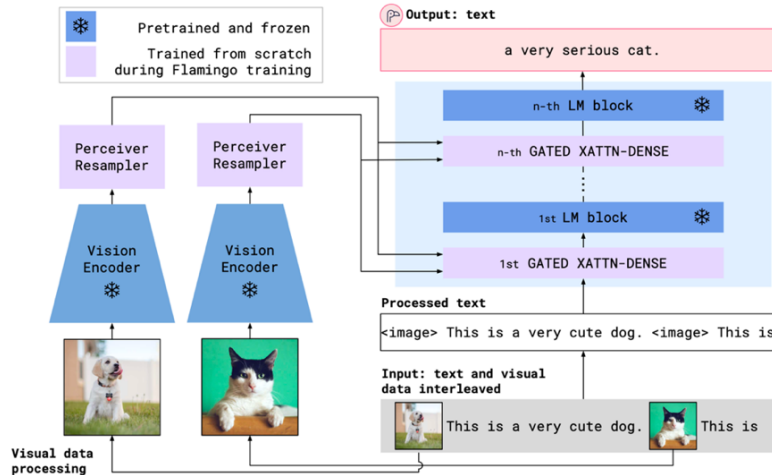 Pretrained and frozen
Trained from scratch
during Flamingo training
Output: text
a very serious cat.
n-th LM block
n-th GATED XATTN-DENSE
1st LM block
1st GATED XATTN-DENSE
Perceiver
Resampler
Perceiver
Resampler
Vision
Encoder
Vision
Encoder
Processed text
<image> This is a very cute dog. <image> This is
Input: text and visual
data interleaved
This is a very cute dog.
This is
Visual data
processing